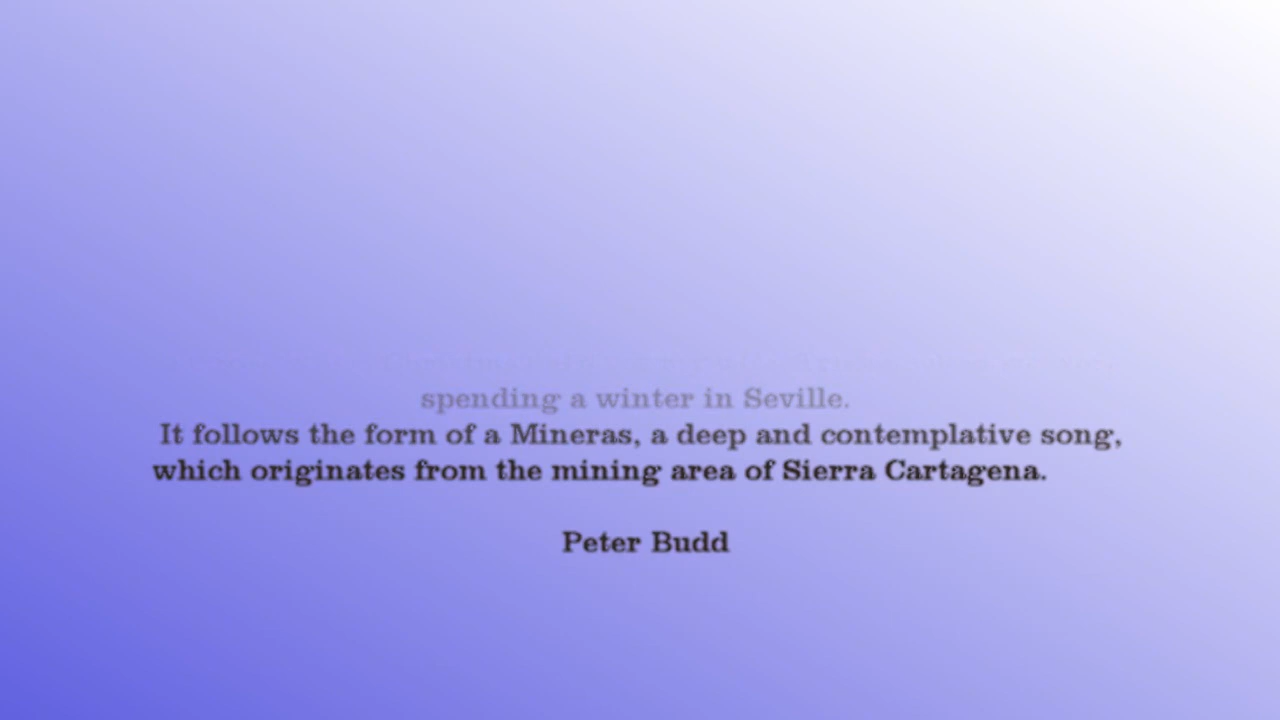 spending a winter in Seville.
It follows the form of a Mineras, a deep and contemplative song,
which originates from the mining area of Sierra Cartagena.
Peter Budd